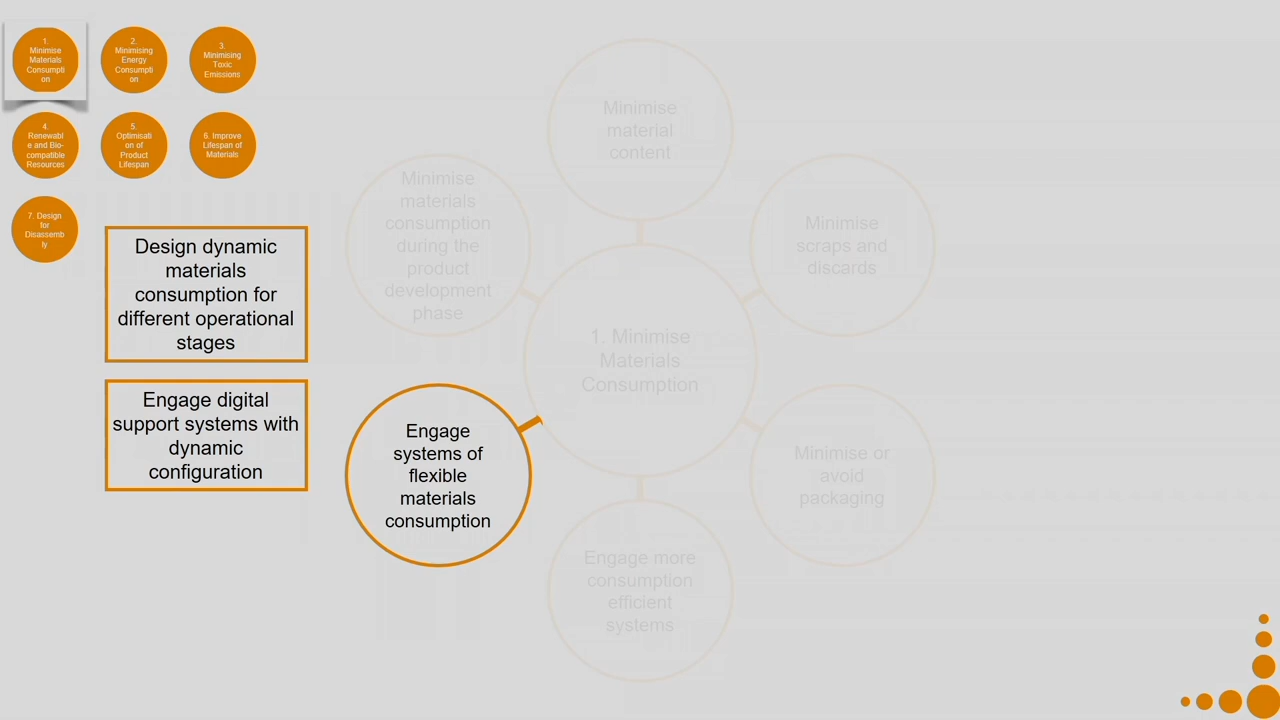 1.
Minimise
Materials
Consumpti
on
2.
Minimising
Energy
Consumpti
on
3.
Minimising
Toxic
Emissions
4.
Renewabl
e and Bio-
compatible
Resources
5.
Optimisati
on of
Product
Lifespan
6. Improve
Lifespan of
Materials
7. Design
for
Disassemb
ly
Design dynamic
materials
consumption for
different operational
stages
Engage digital
support systems with
dynamic
configuration
Engage
systems of
flexible
materials
consumption
Minimise
materials
consumption
during the
product
development
phase
Minimise
material
content
Minimise
scraps and
discards
1. Minimise
Materials
Consumption
Minimise or
avoid
packaging
Engage more
consumption
efficient
systems